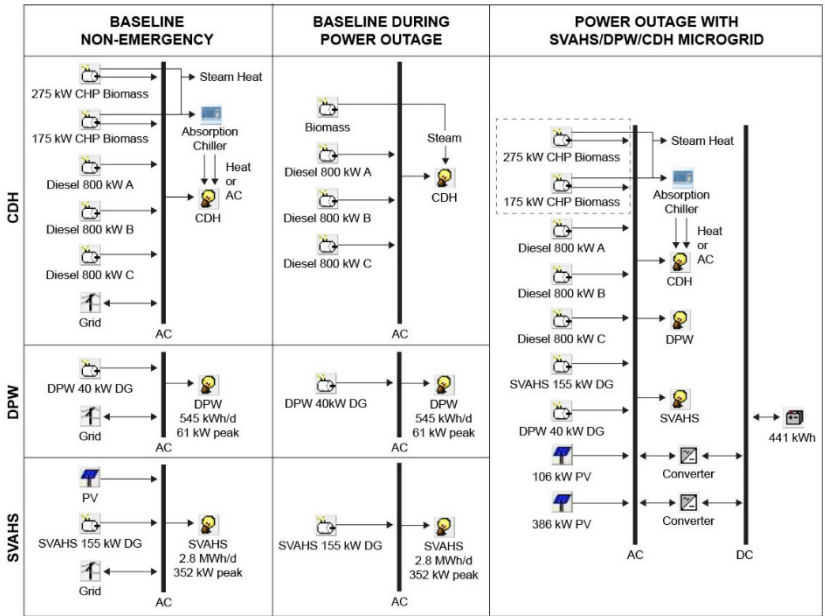 BASELINE
NON-EMERGENCY
BASELINE DURING
POWER OUTAGE
POWER OUTAGE WITH
SVAHS/DPW/CDH MICROGRID
CDH
275 kW CHP Biomass
Steam Heat
175 kW CHP Biomass
Absorption
Chiller
Heat
or
AC
Diesel 800 kW A
CDH
Diesel 800 kW B
Diesel 800 kW C
Grid
AC
Biomass
Steam
Diesel 800 kW A
CDH
Diesel 800 kW B
Diesel 800 kW C
AC
DPW
DPW 40 kW DG
DPW
545 kWh/d
61 kW peak
Grid
AC
DPW 40kW DG
DPW
545 kWh/d
61 kW peak
AC
SVAHS
PV
SVAHS 155 kW DG
SVAHS
2.8 MWh/d
352 kW peak
Grid
AC
SVAHS 155 kW DG
SVAHS
2.8 MWh/d
352 kW peak
AC
275 kW CHP Biomass
Steam Heat
175 kW CHP Biomass
Absorption
Chiller
Heat
or
AC
Diesel 800 kW A
CDH
Diesel 800 kW B
Diesel 800 kW C
DPW
SVAHS 155 kW DG
SVAHS
DPW 40 kW DG
441 kWh
106 kW PV
Converter
386 kW PV
Converter
AC
DC